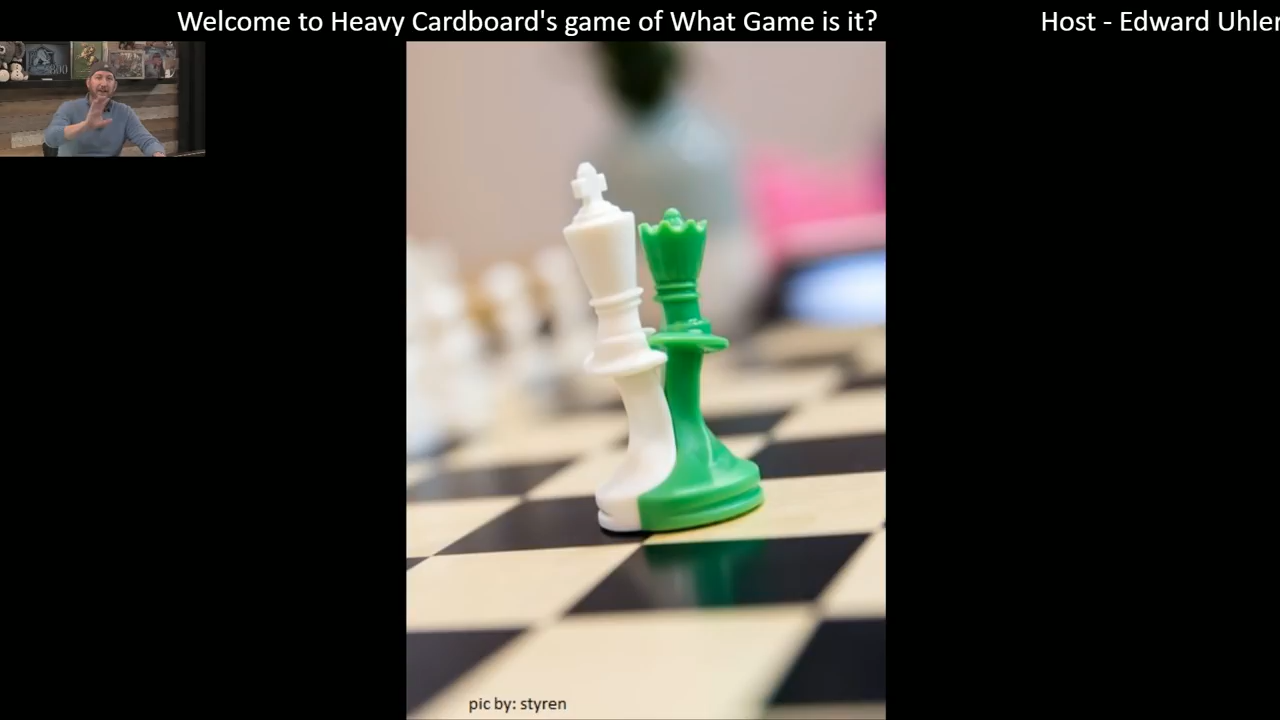 Welcome to Heavy Cardboard's game of What Game is it?
Host - Edward Uhler
pic by: styren